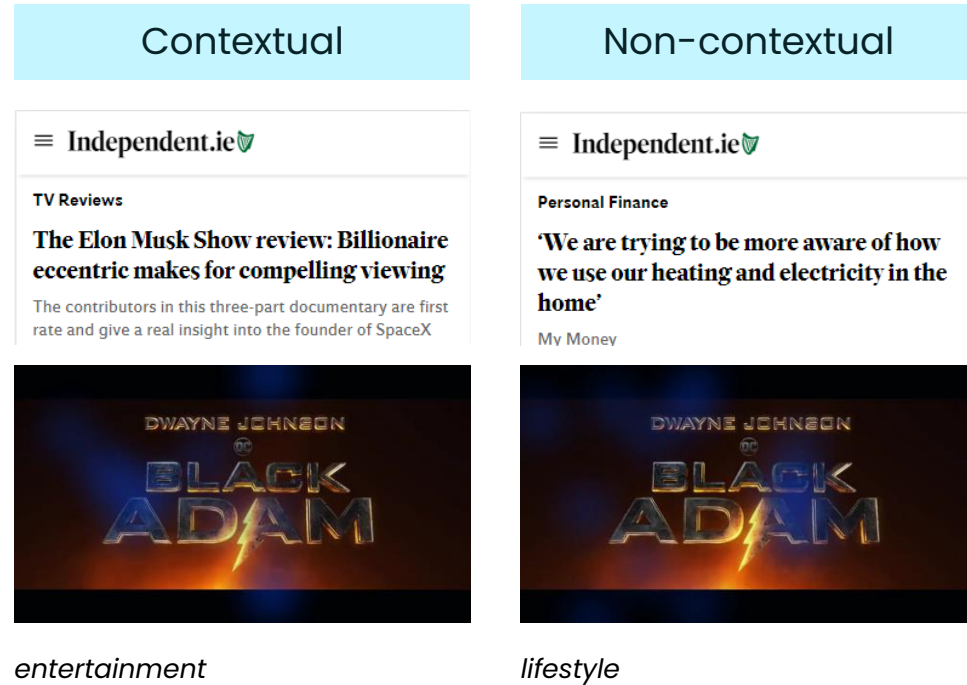 Contextual
Non-contextual
Independent.ie
TV Reviews
The Elon Musk Show review: Billionaire
eccentric makes for compelling viewing
The contributors in this three-part documentary are first
rate and give a real insight into the founder of SpaceX
DWAYNE JOHNSON
DC
BLACK
ADAM
entertainment
Independent.ie
Personal Finance
‘We are trying to be more aware of how
we use our heating and electricity in the
home’
My Money
DWAYNE JOHNSON
DC
BLACK
ADAM
lifestyle